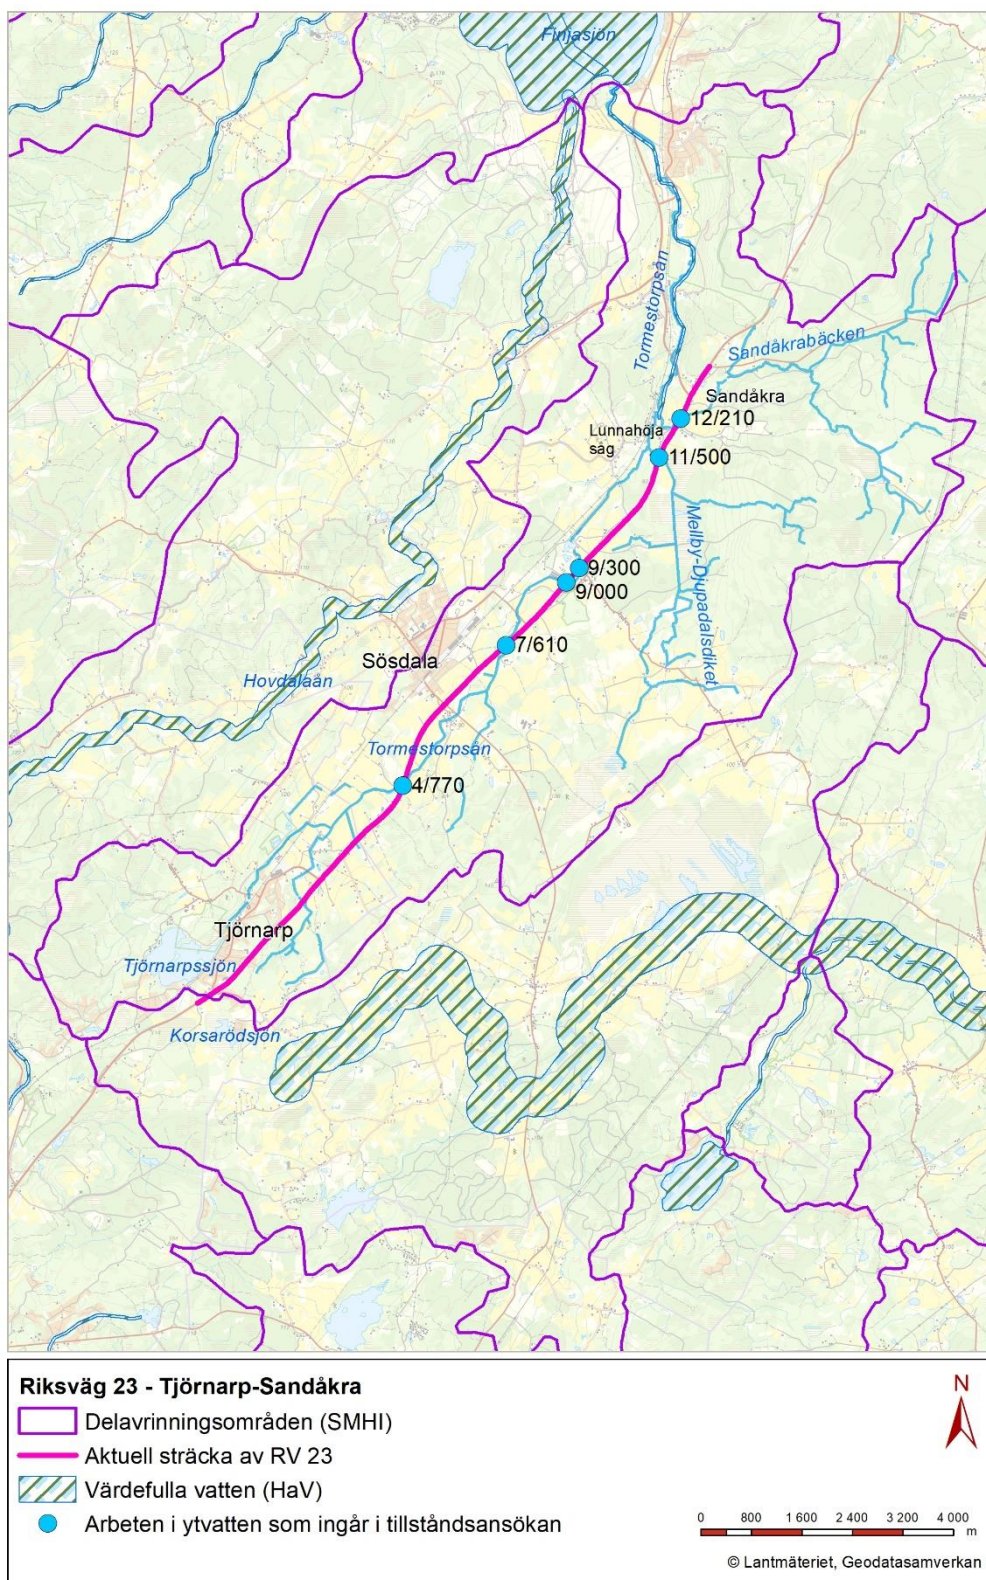 Finjasjön
Tormestorpsån
Sandåkrabäcken
Sandåkra
12/210
Lunnahöja
såg
11/500
Mellby-Djupadalsdiket
9/300
9/000
7/610
Sösdala
Hovdalaån
Tormestorpsån
4/770
Tjörnarp
Tjörnarpssjön
Korsarödsjön
Riksväg 23 - Tjörnarp-Sandåkra
Delavrinningsområden (SMHI)
Aktuell sträcka av RV 23
Värdefulla vatten (HaV)
Arbeten i ytvatten som ingår i tillståndsansökan
N
0 800 1 600 2 400 3 200 4 000
m
© Lantmäteriet, Geodatasamverkan